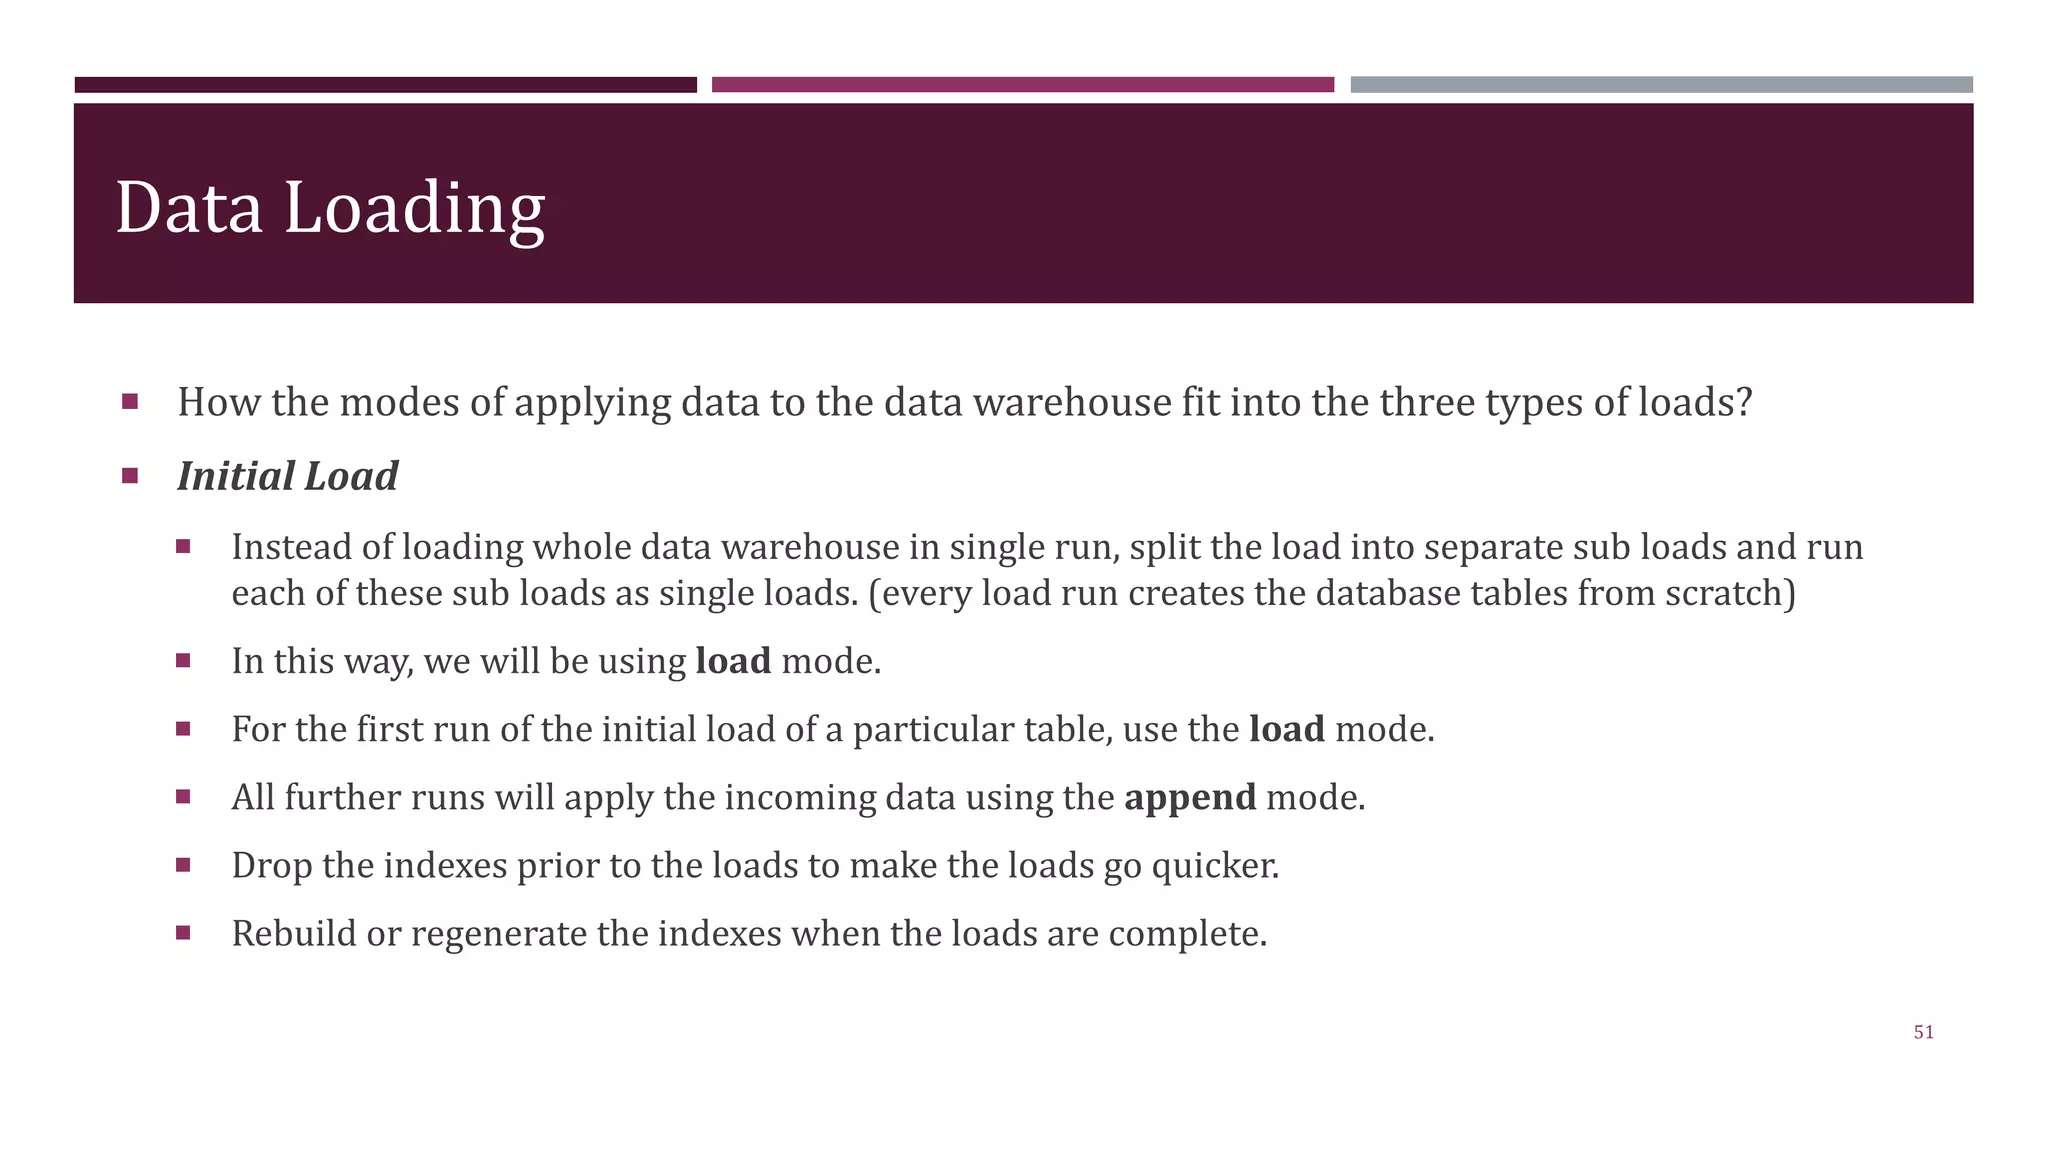 Data Loading
How the modes of applying data to the data warehouse fit into the three types of loads?
Initial Load
Instead of loading whole data warehouse in single run, split the load into separate sub loads and run
each of these sub loads as single loads. (every load run creates the database tables from scratch)
In this way, we will be using load mode.
For the first run of the initial load of a particular table, use the load mode.
All further runs will apply the incoming data using the append mode.
Drop the indexes prior to the loads to make the loads go quicker.
Rebuild or regenerate the indexes when the loads are complete.
51